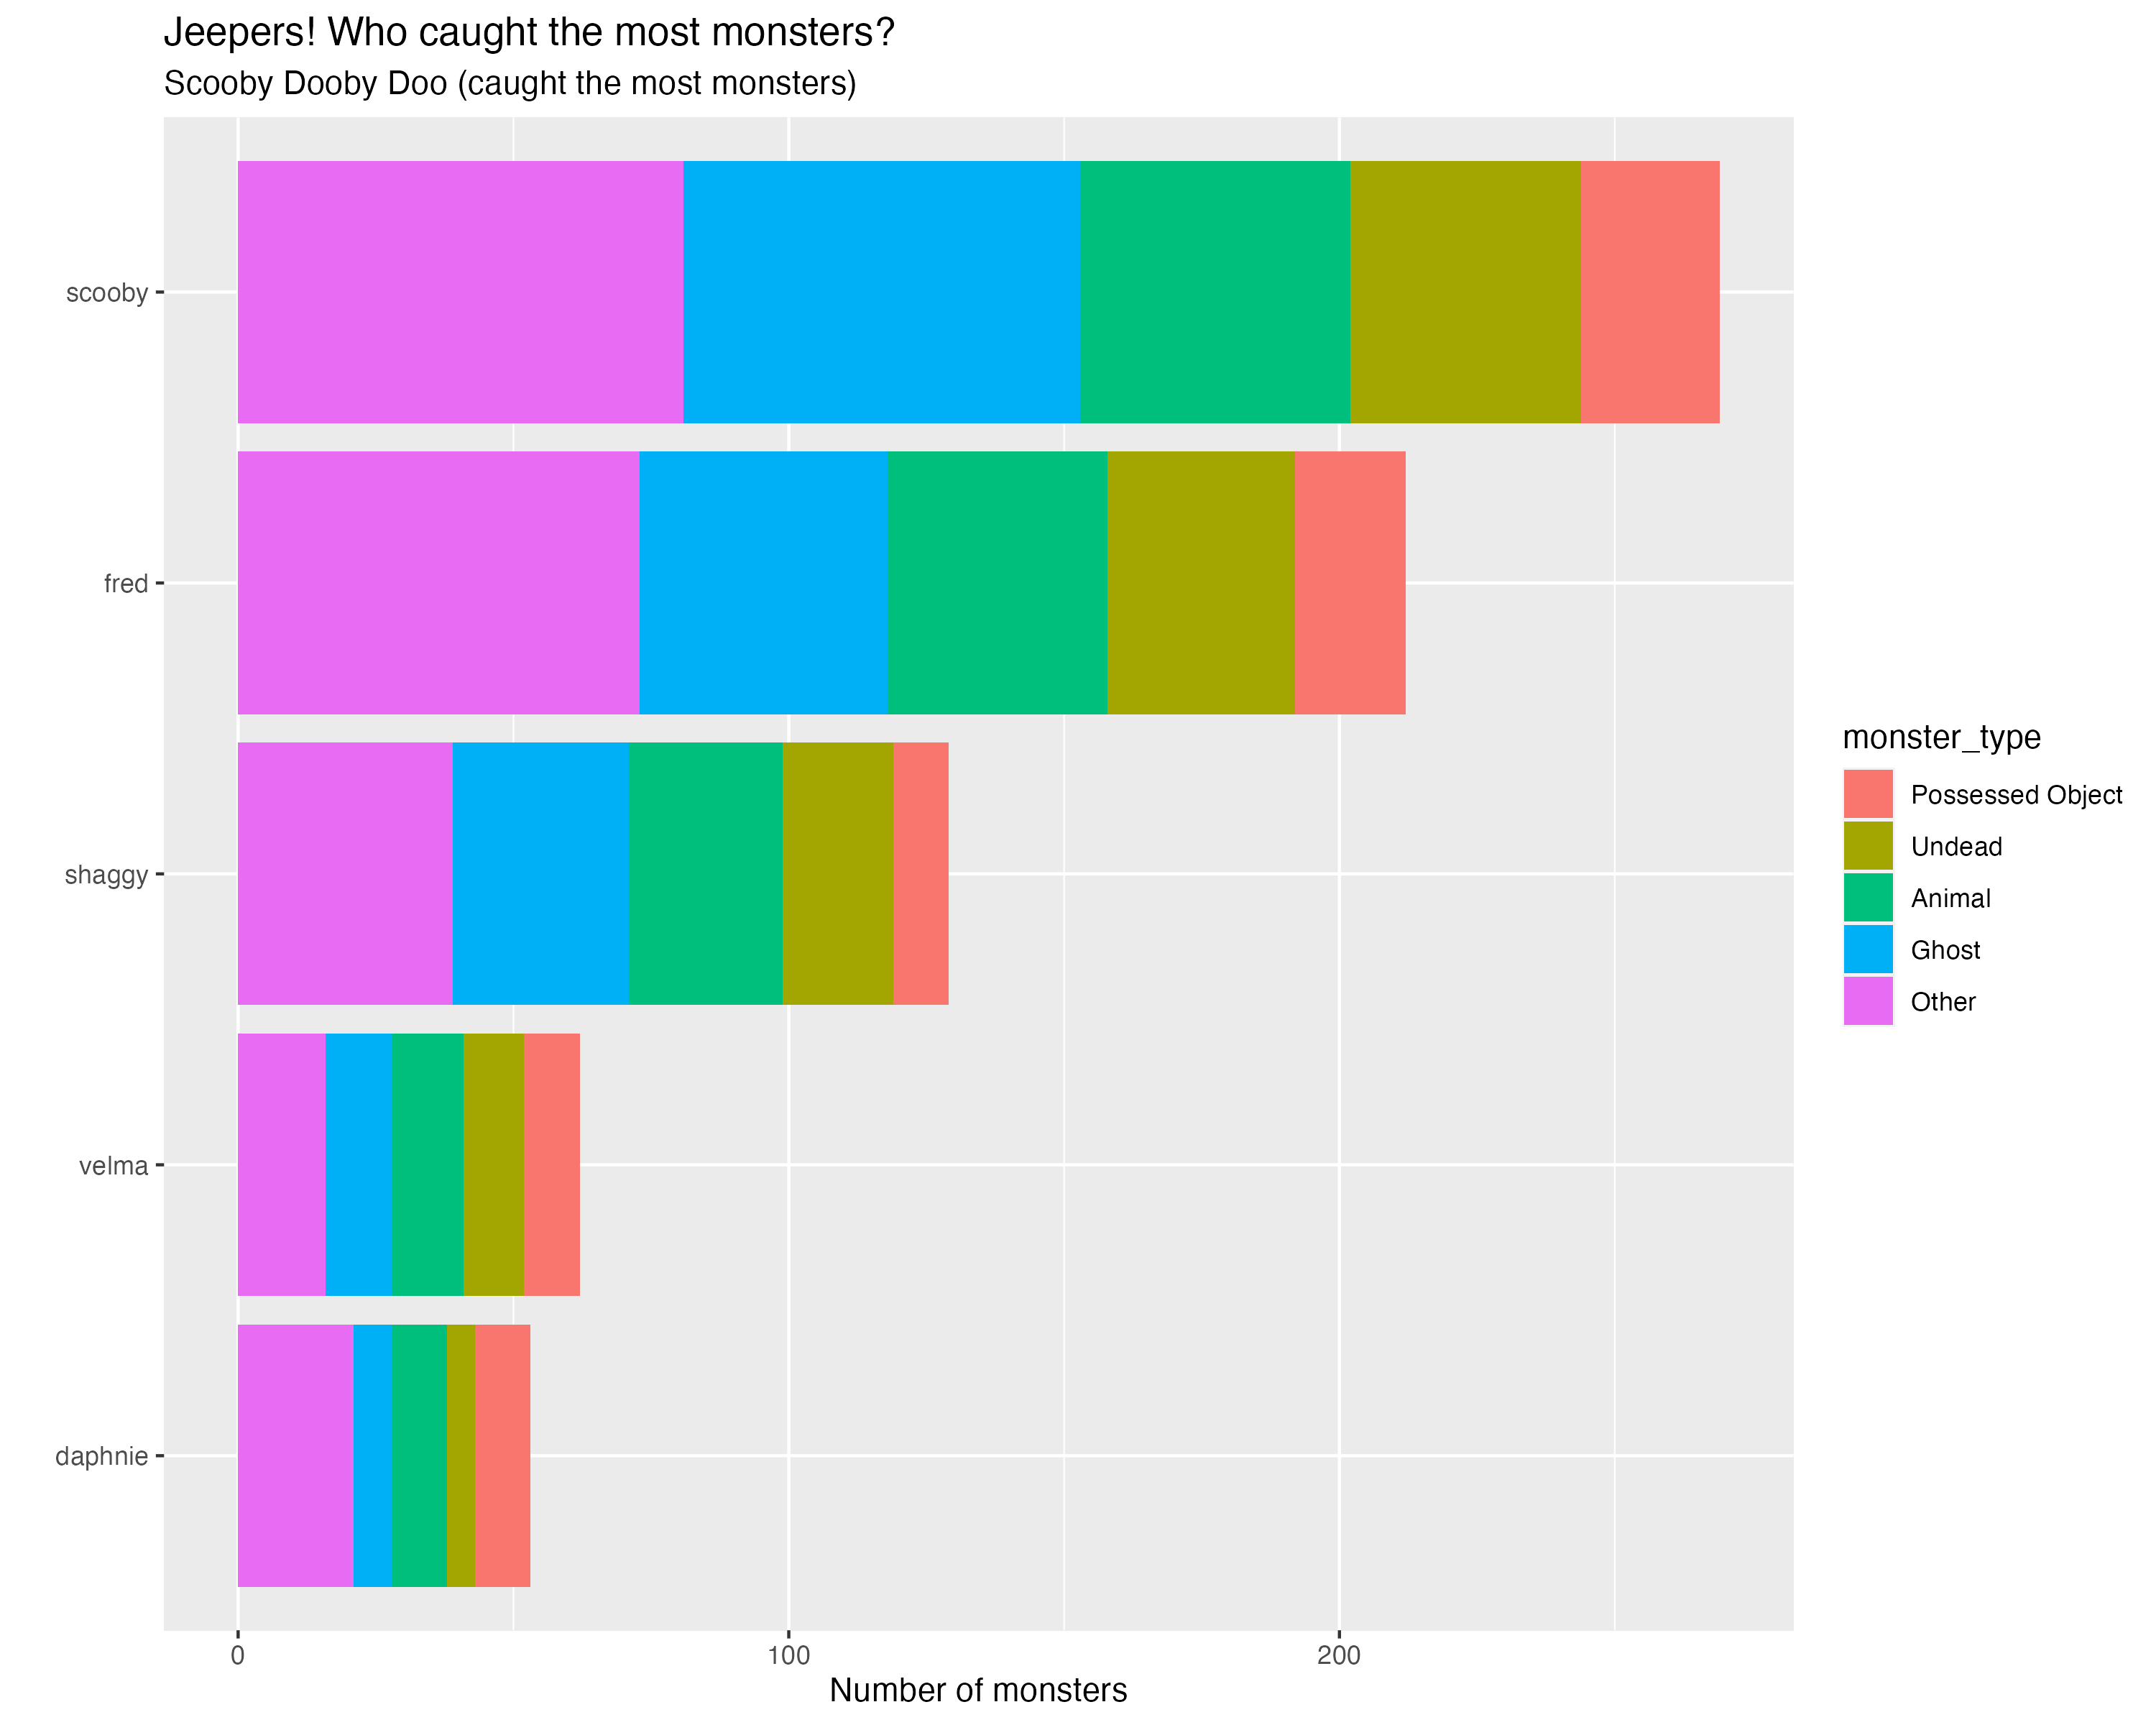 Jeepers! Who caught the most monsters?
Scooby Dooby Doo (caught the most monsters)
scooby
fred
shaggy
velma
daphnie
0 100 200
Number of monsters
monster_type
Possessed Object
Undead
Animal
Ghost
Other